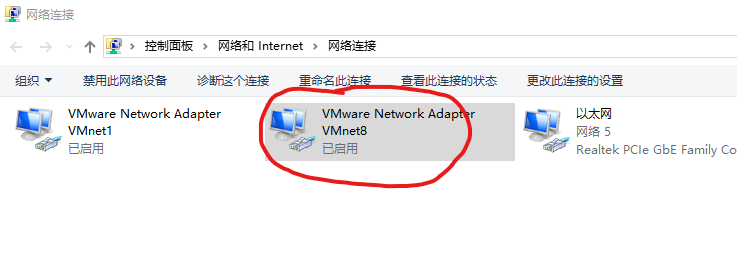 网络连接
控制面板 > 网络和 Internet > 网络连接
组织 禁用此网络设备 诊断这个连接 重命名此连接 查看此连接的状态 更改此连接的设置
VMware Network Adapter
VMnet1
已启用
VMware Network Adapter
VMnet8
已启用
以太网
网络 5
Realtek PCIe GbE Family Co